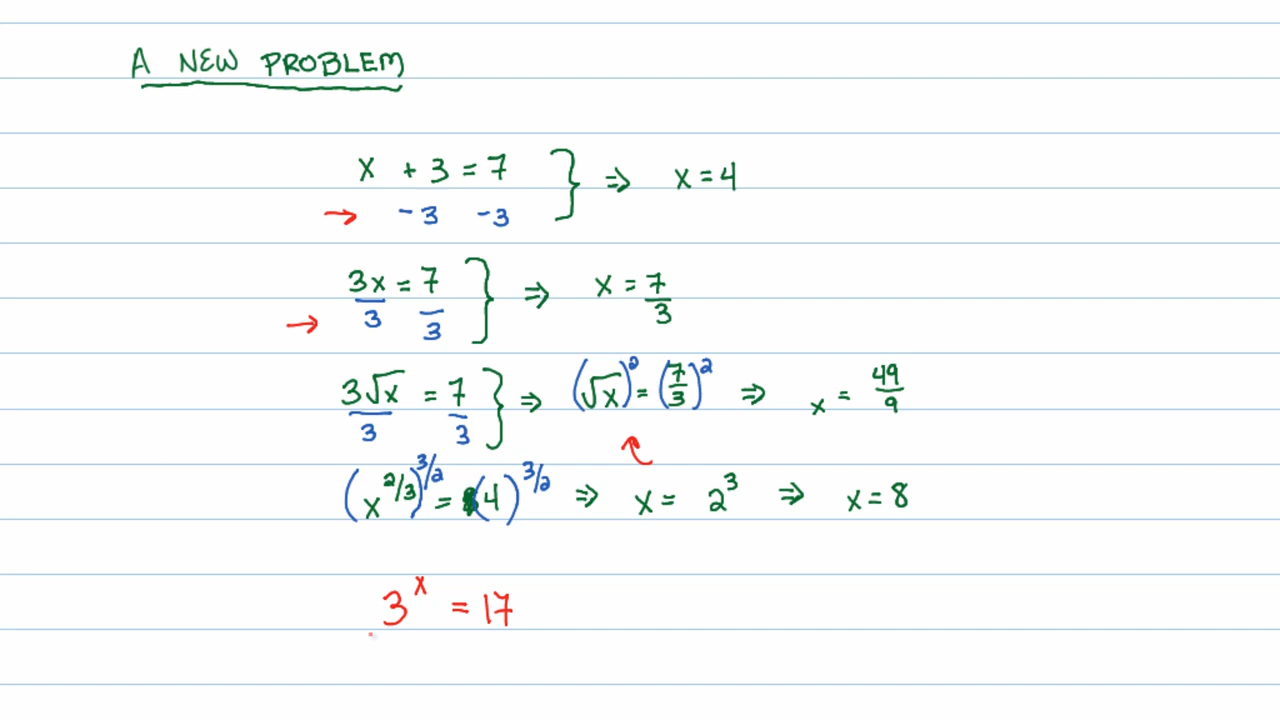 A NEW PROBLEM
x + 3 = 7 } ⇒ x = 4
→ -3 -3
3x = 7 } ⇒ x = 7/3
→ 3 3
3√x = 7 } ⇒ (√x)² = (7/3)² ⇒ x = 49/9
3 3
(x^2/3)^3/2 = (4)^3/2 ⇒ x = 2³ ⇒ x = 8
3^x = 17